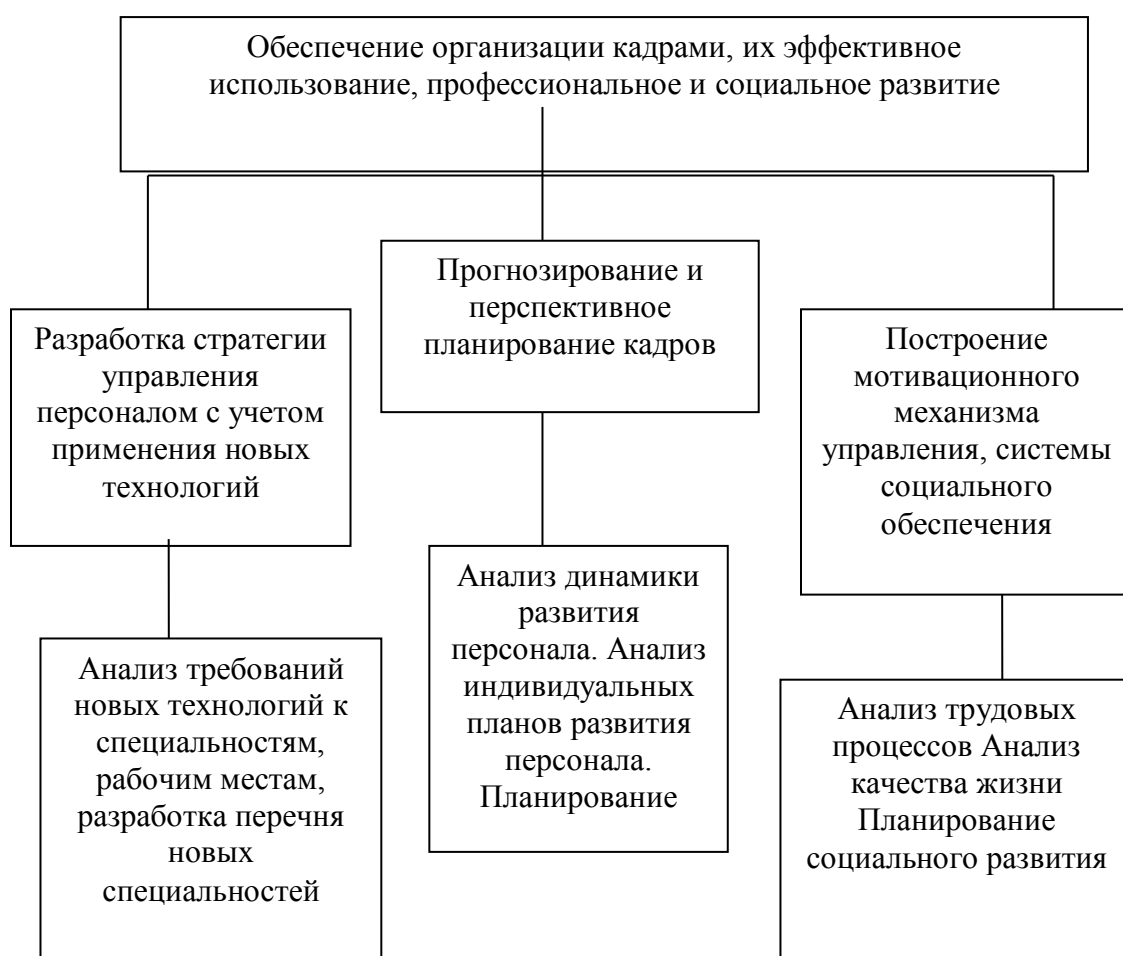 Обеспечение организации кадрами, их эффективное
использование, профессиональное и социальное развитие
Прогнозирование и
перспективное
планирование кадров
Разработка стратегии
управления
персоналом с учетом
применения новых
технологий
Построение
мотивационного
механизма
управления, системы
социального
обеспечения
Анализ динамики
развития
персонала. Анализ
индивидуальных
планов развития
персонала.
Планирование
Анализ требований
новых технологий к
специальностям,
рабочим местам,
разработка перечня
новых
специальностей
Анализ трудовых
процессов Анализ
качества жизни
Планирование
социального развития